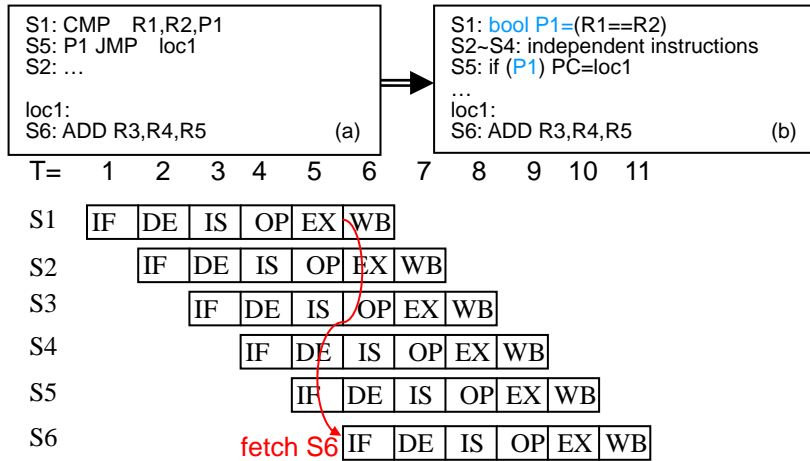 S1: CMP R1,R2,P1
S5: P1 JMP loc1
S2: …
loc1:
S6: ADD R3,R4,R5 (a)
S1: bool P1=(R1==R2)
S2~S4: independent instructions
S5: if (P1) PC=loc1
…
loc1:
S6: ADD R3,R4,R5 (b)
T= 1 2 3 4 5 6 7 8 9 10 11
S1 IF DE IS OP EX WB
S2 IF DE IS OP EX WB
S3 IF DE IS OP EX WB
S4 IF DE IS OP EX WB
S5 IF DE IS OP EX WB
S6 fetch S6 IF DE IS OP EX WB